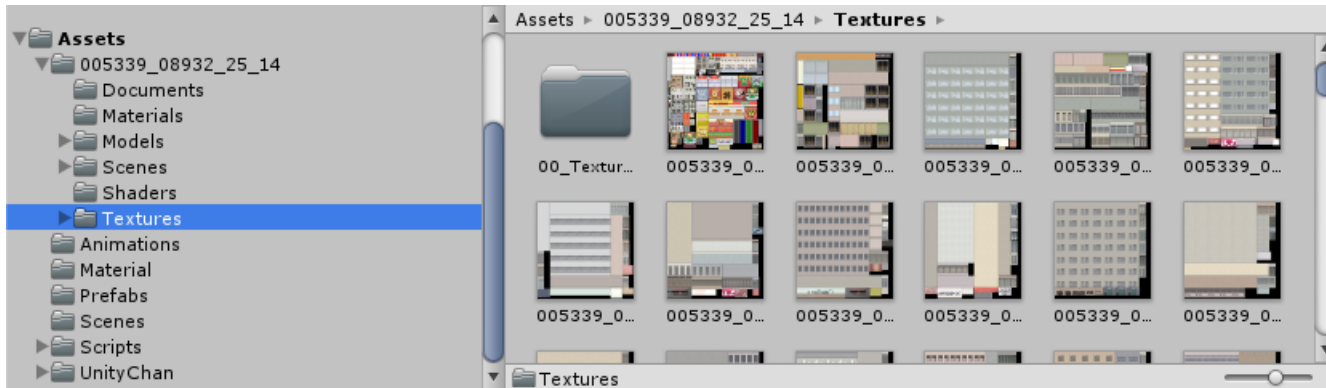 Assets
005339_08932_25_14
Documents
Materials
Models
Scenes
Shaders
Textures
Animations
Material
Prefabs
Scenes
Scripts
UnityChan
Assets ▸ 005339_08932_25_14 ▸ Textures ▸
00_Textur... 005339_0... 005339_0... 005339_0... 005339_0... 005339_0...
005339_0... 005339_0... 005339_0... 005339_0... 005339_0... 005339_0...
Textures